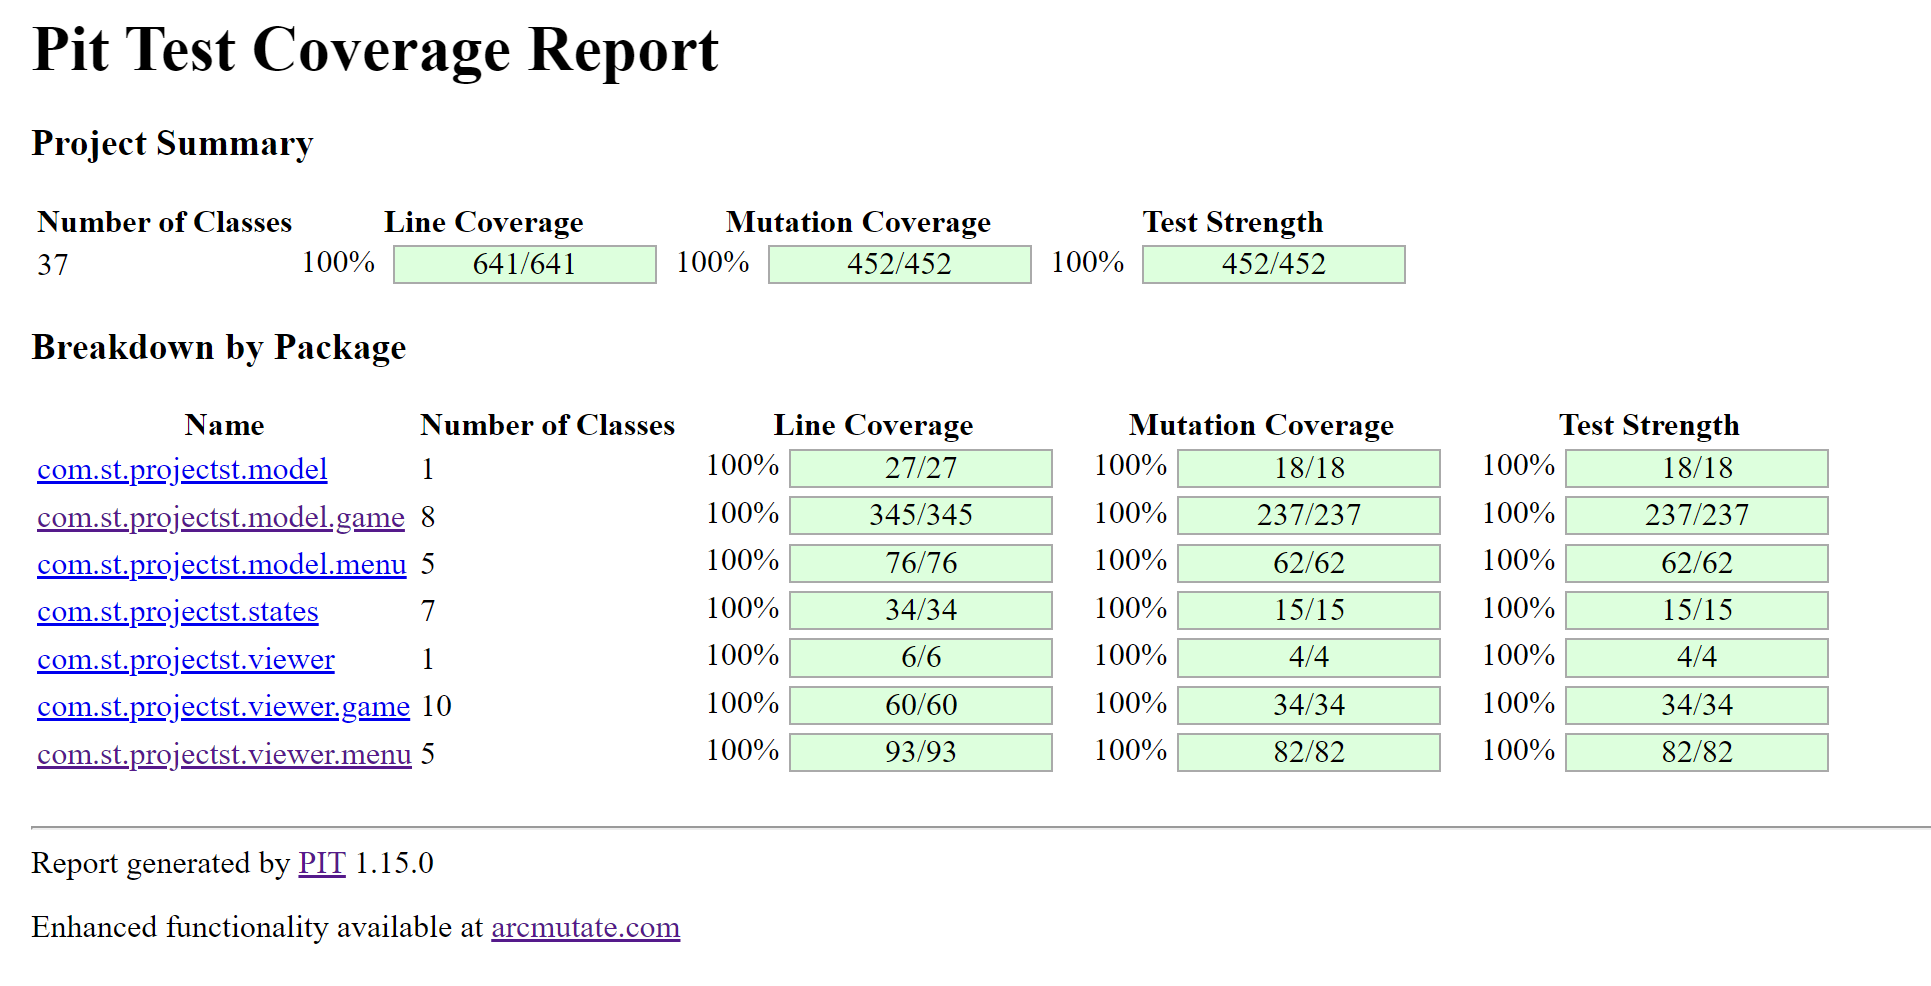 Pit Test Coverage Report
Project Summary
Number of Classes Line Coverage Mutation Coverage Test Strength
37 100% 641/641 100% 452/452 100% 452/452
Breakdown by Package
Name Number of Classes Line Coverage Mutation Coverage Test Strength
com.st.projectst.model 1 100% 27/27 100% 18/18 100% 18/18
com.st.projectst.model.game 8 100% 345/345 100% 237/237 100% 237/237
com.st.projectst.model.menu 5 100% 76/76 100% 62/62 100% 62/62
com.st.projectst.states 7 100% 34/34 100% 15/15 100% 15/15
com.st.projectst.viewer 1 100% 6/6 100% 4/4 100% 4/4
com.st.projectst.viewer.game 10 100% 60/60 100% 34/34 100% 34/34
com.st.projectst.viewer.menu 5 100% 93/93 100% 82/82 100% 82/82
Report generated by PIT 1.15.0
Enhanced functionality available at arcmutate.com